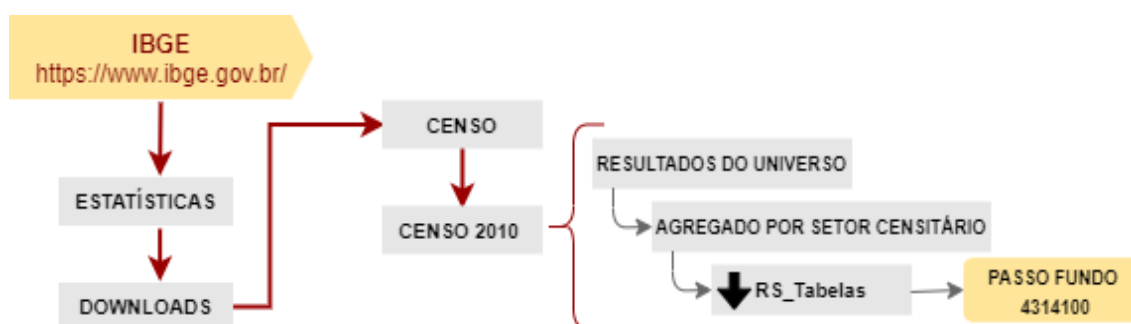 IBGE
https://www.ibge.gov.br/
ESTATÍSTICAS
DOWNLOADS
CENSO
CENSO 2010
RESULTADOS DO UNIVERSO
AGREGADO POR SETOR CENSITÁRIO
RS_Tabelas
PASSO FUNDO
4314100